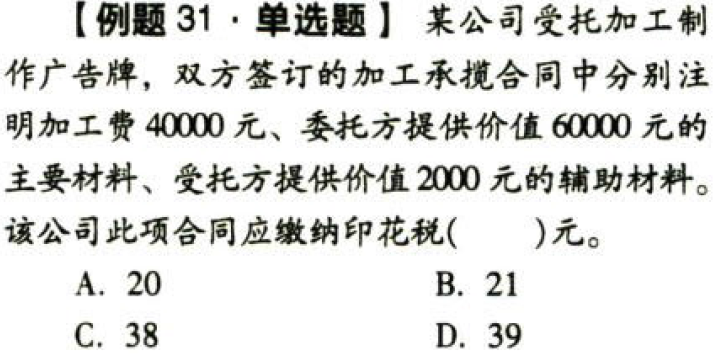 【例题 31·单选题】 某公司受托加工制
作广告牌，双方签订的加工承揽合同中分别注
明加工费 40000 元、委托方提供价值 60000 元的
主要材料、受托方提供价值 2000 元的辅助材料。
该公司此项合同应缴纳印花税(  )元。
A. 20 B. 21
C. 38 D. 39